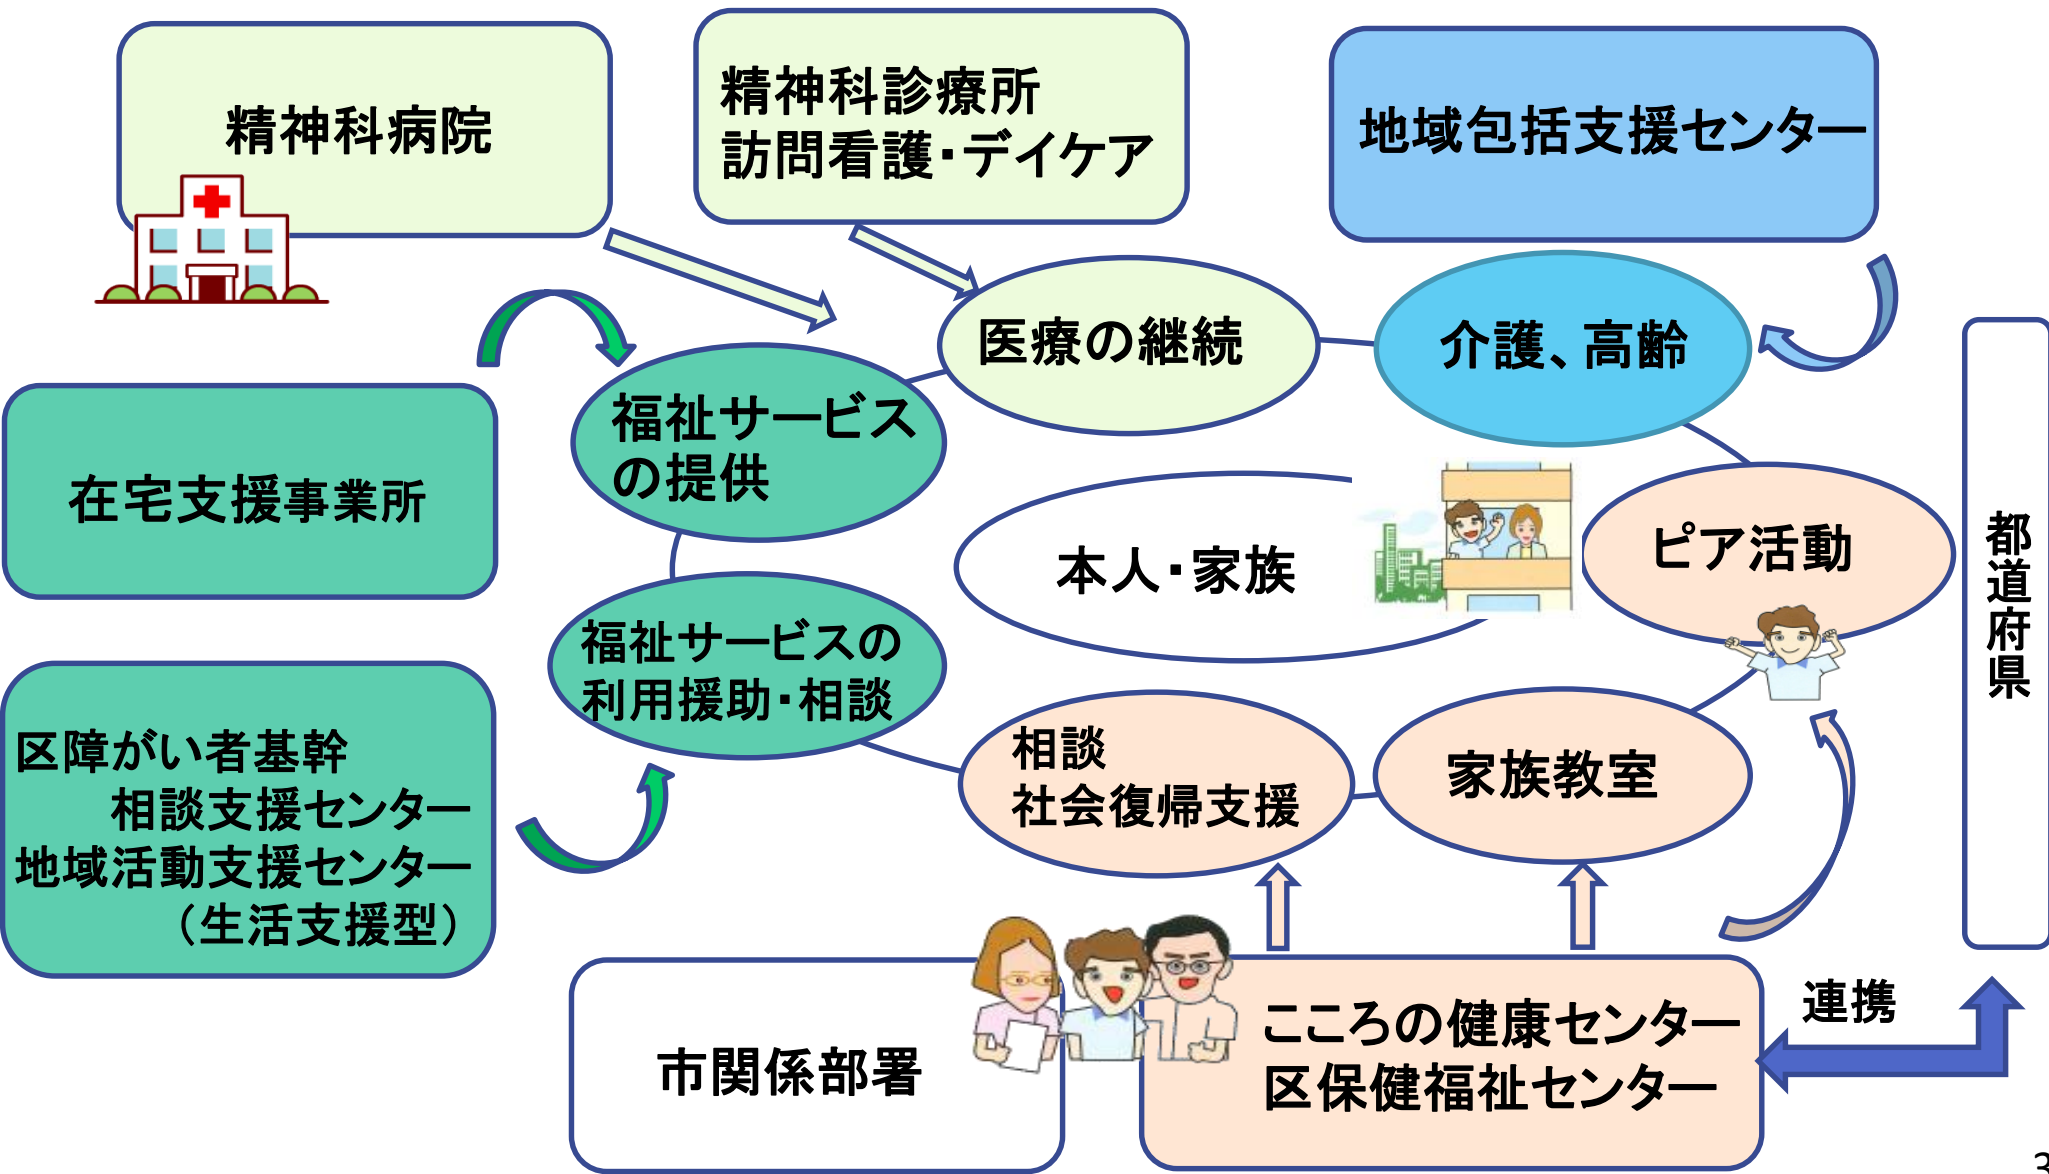 精神科病院
精神科診療所
訪問看護・デイケア
地域包括支援センター
医療の継続
介護、高齢
福祉サービス
の提供
在宅支援事業所
本人・家族
ピア活動
都道府県
福祉サービスの
利用援助・相談
区障がい者基幹
相談支援センター
地域活動支援センター
（生活支援型）
相談
社会復帰支援
家族教室
連携
市関係部署
こころの健康センター
区保健福祉センター